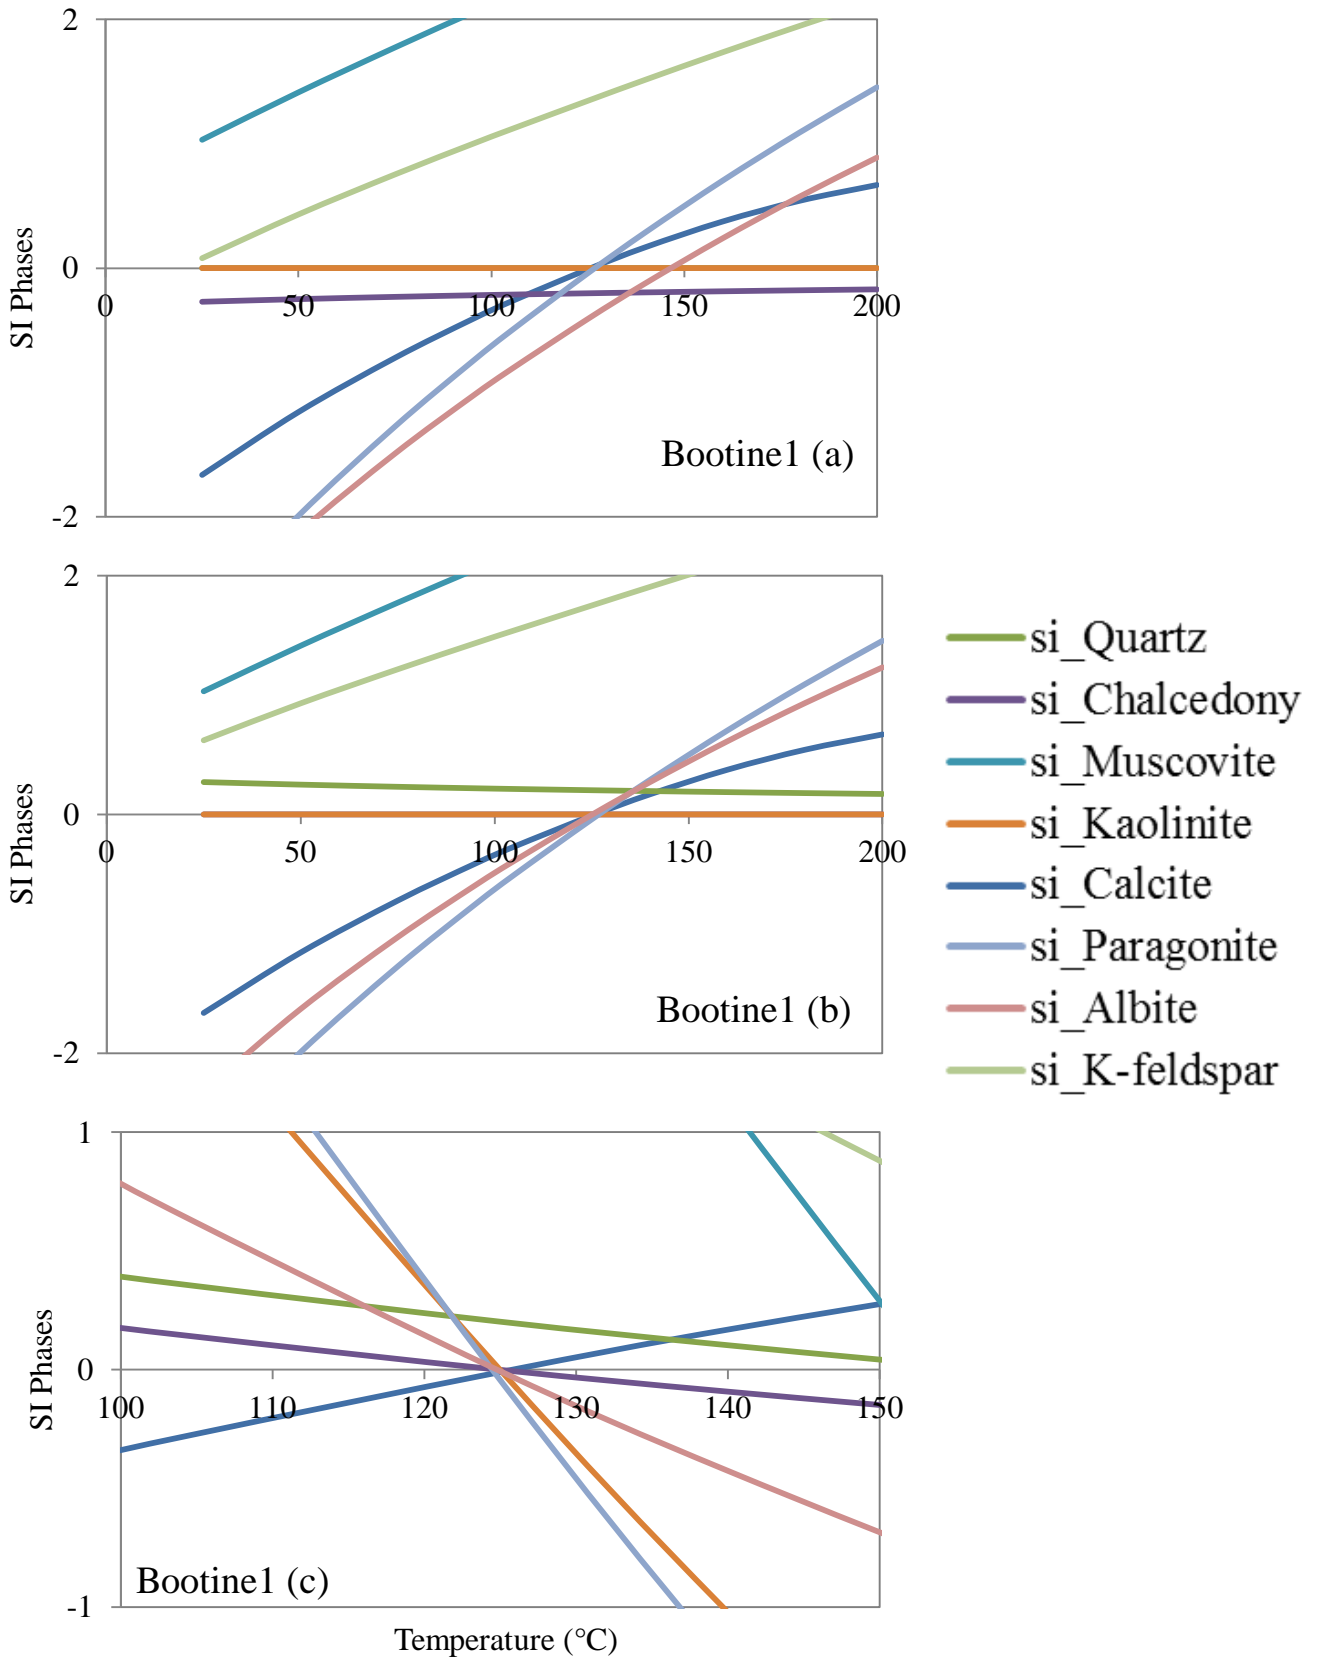 2
0
-2
SI Phases
0
50
100
150
200
Bootine1 (a)
2
0
-2
SI Phases
0
50
100
150
200
Bootine1 (b)
si_Quartz
si_Chalcedony
si_Muscovite
si_Kaolinite
si_Calcite
si_Paragonite
si_Albite
si_K-feldspar
1
0
-1
SI Phases
100
110
120
130
140
150
Bootine1 (c)
Temperature (°C)